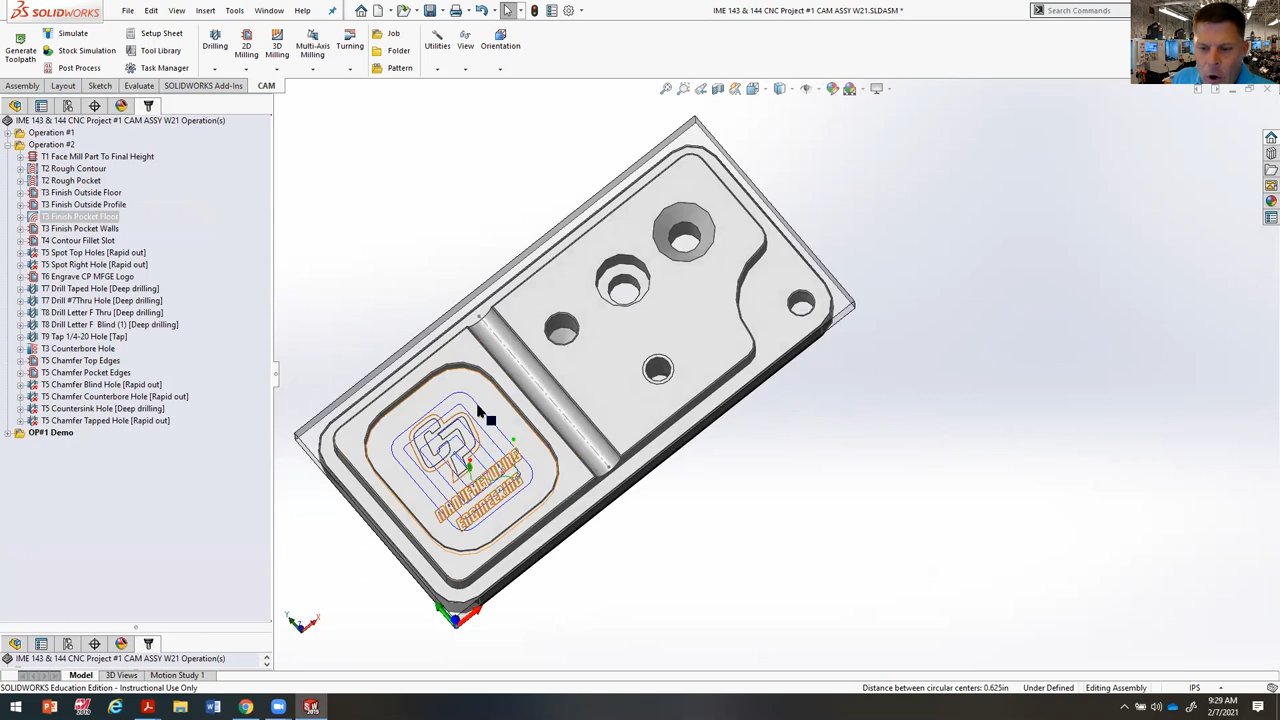 SOLIDWORKS
File Edit View Insert Tools Window Help
IME 143 & 144 CNC Project #1 CAM ASSY W21.SLDASM *
Search Commands
Generate Toolpath
Simulate
Stock Simulation
Post Process
Setup Sheet
Tool Library
Task Manager
Drilling
2D Milling
3D Milling
Multi-Axis Milling
Turning
Job
Folder
Pattern
Utilities
View
Orientation
Assembly Layout Sketch Evaluate SOLIDWORKS Add-Ins CAM
IME 143 & 144 CNC Project #1 CAM ASSY W21 Operation(s)
Operation #1
Operation #2
T1 Face Mill Part To Final Height
T2 Rough Contour
T2 Rough Pocket
T3 Finish Outside Floor
T3 Finish Outside Profile
T3 Finish Pocket Floor
T3 Finish Pocket Walls
T4 Contour Fillet Slot
T5 Spot Top Holes [Rapid out]
T5 Spot Right Hole [Rapid out]
T6 Engrave CP MFGE Logo
T7 Drill Taped Hole [Deep drilling]
T7 Drill #7Thru Hole [Deep drilling]
T8 Drill Letter F Thru [Deep drilling]
T8 Drill Letter F Blind (1) [Deep drilling]
T9 Tap 1/4-20 Hole [Tap]
T3 Counterbore Hole
T5 Chamfer Top Edges
T5 Chamfer Pocket Edges
T5 Chamfer Blind Hole [Rapid out]
T5 Chamfer Counterbore Hole [Rapid out]
T5 Countersink Hole [Deep drilling]
T5 Chamfer Tapped Hole [Rapid out]
OP#1 Demo
CP
MANUFACTURING
ENGINEERING
Y Z X
IME 143 & 144 CNC Project #1 CAM ASSY W21 Operation(s)
Model 3D Views Motion Study 1
SOLIDWORKS Education Edition - Instructional Use Only
Distance between circular centers: 0.625in Under Defined Editing Assembly IPS
9:29 AM
2/7/2021